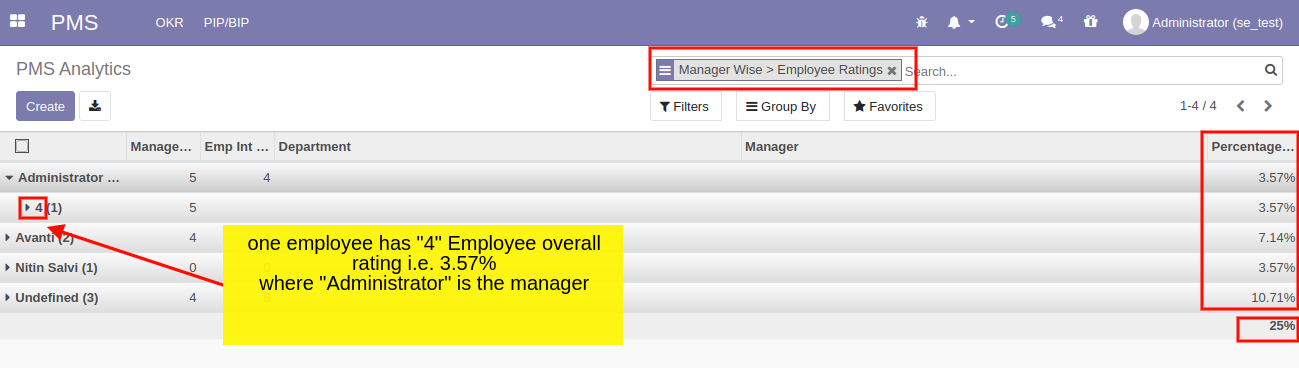 PMS OKR PIP/BIP 5 4 Administrator (se_test)
PMS Analytics Manager Wise > Employee Ratings Search...
Create Filters Group By Favorites 1-4 / 4
Manage... Emp Int ... Department Manager Percentage...
Administrator ... 5 4 3.57%
4 (1) 5 3.57%
Avanti (2) 4 7.14%
Nitin Salvi (1) 0 3.57%
Undefined (3) 4 10.71%
25%
one employee has "4" Employee overall
rating i.e. 3.57%
where "Administrator" is the manager